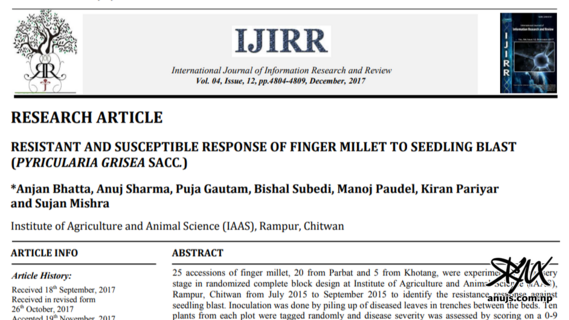 IJIRR
International Journal of Information Research and Review
Vol. 04, Issue, 12, pp.4804-4809, December, 2017
International Journal of
Information Research and Review
IJIRR
RESEARCH ARTICLE
RESISTANT AND SUSCEPTIBLE RESPONSE OF FINGER MILLET TO SEEDLING BLAST
(PYRICULARIA GRISEA SACC.)
*Anjan Bhatta, Anuj Sharma, Puja Gautam, Bishal Subedi, Manoj Paudel, Kiran Pariyar
and Sujan Mishra
Institute of Agriculture and Animal Science (IAAS), Rampur, Chitwan
ARTICLE INFO
Article History:
Received 18th September, 2017
Received in revised form
26th October, 2017
Accepted 19th November, 2017
ABSTRACT
25 accessions of finger millet, 20 from Parbat and 5 from Khotang, were
stage in randomized complete block design at Institute of Agriculture and Animal
Rampur, Chitwan from July 2015 to September 2015 to identify the resistance response against
seedling blast. Inoculation was done by piling up of diseased leaves in trenches between the beds. Ten
plants from each plot were tagged randomly and disease severity was assessed by scoring on a 0-9
anujs.com.np